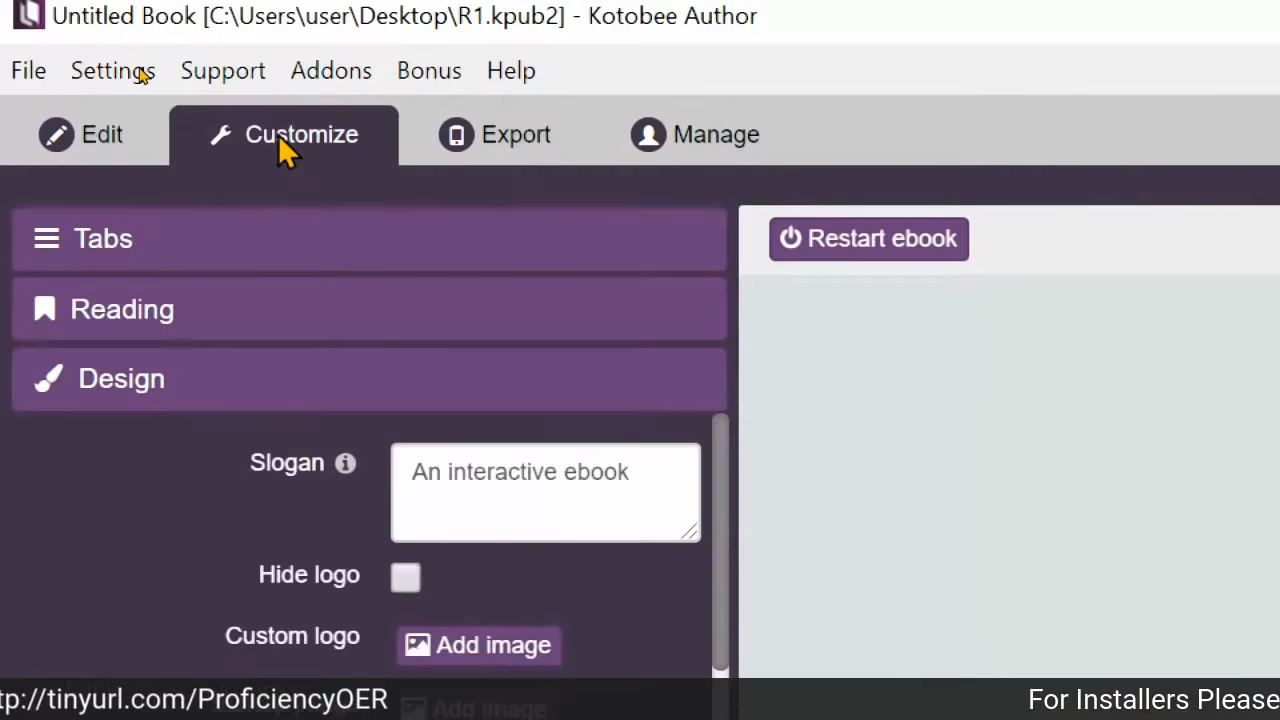 Untitled Book [C:\Users\user\Desktop\R1.kpub2] - Kotobee Author
File Settings Support Addons Bonus Help
Edit Customize Export Manage
Tabs
Restart ebook
Reading
Design
Slogan
An interactive ebook
Hide logo
Custom logo
Add image
Add image
tp://tinyurl.com/ProficiencyOER
For Installers Please